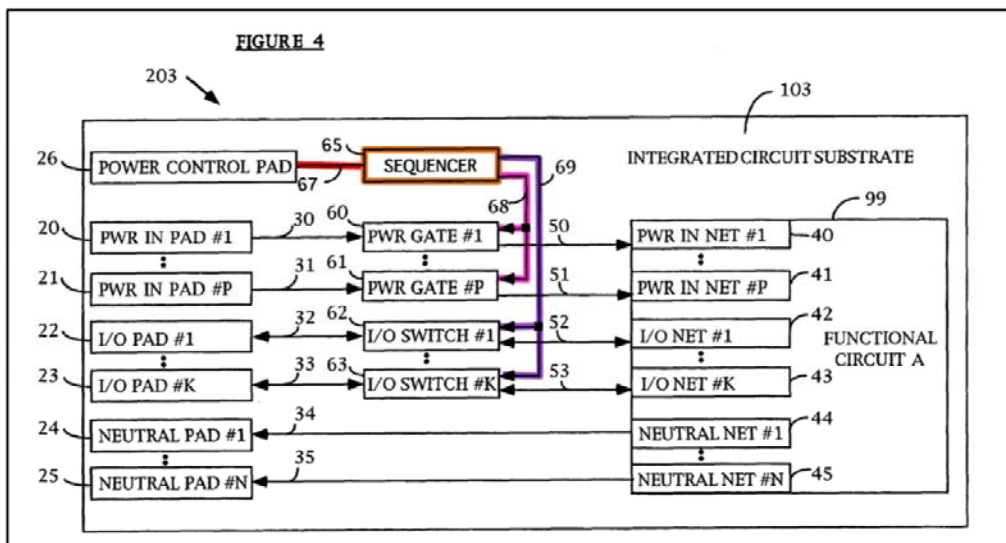 FIGURE 4
203
103
26
POWER CONTROL PAD
67
65
SEQUENCER
69
68
INTEGRATED CIRCUIT SUBSTRATE
99
20
PWR IN PAD #1
30
60
PWR GATE #1
50
PWR IN NET #1
40
21
PWR IN PAD #P
31
61
PWR GATE #P
51
PWR IN NET #P
41
22
I/O PAD #1
32
62
I/O SWITCH #1
52
I/O NET #1
42
FUNCTIONAL
CIRCUIT A
23
I/O PAD #K
33
63
I/O SWITCH #K
53
I/O NET #K
43
24
NEUTRAL PAD #1
34
NEUTRAL NET #1
44
25
NEUTRAL PAD #N
35
NEUTRAL NET #N
45